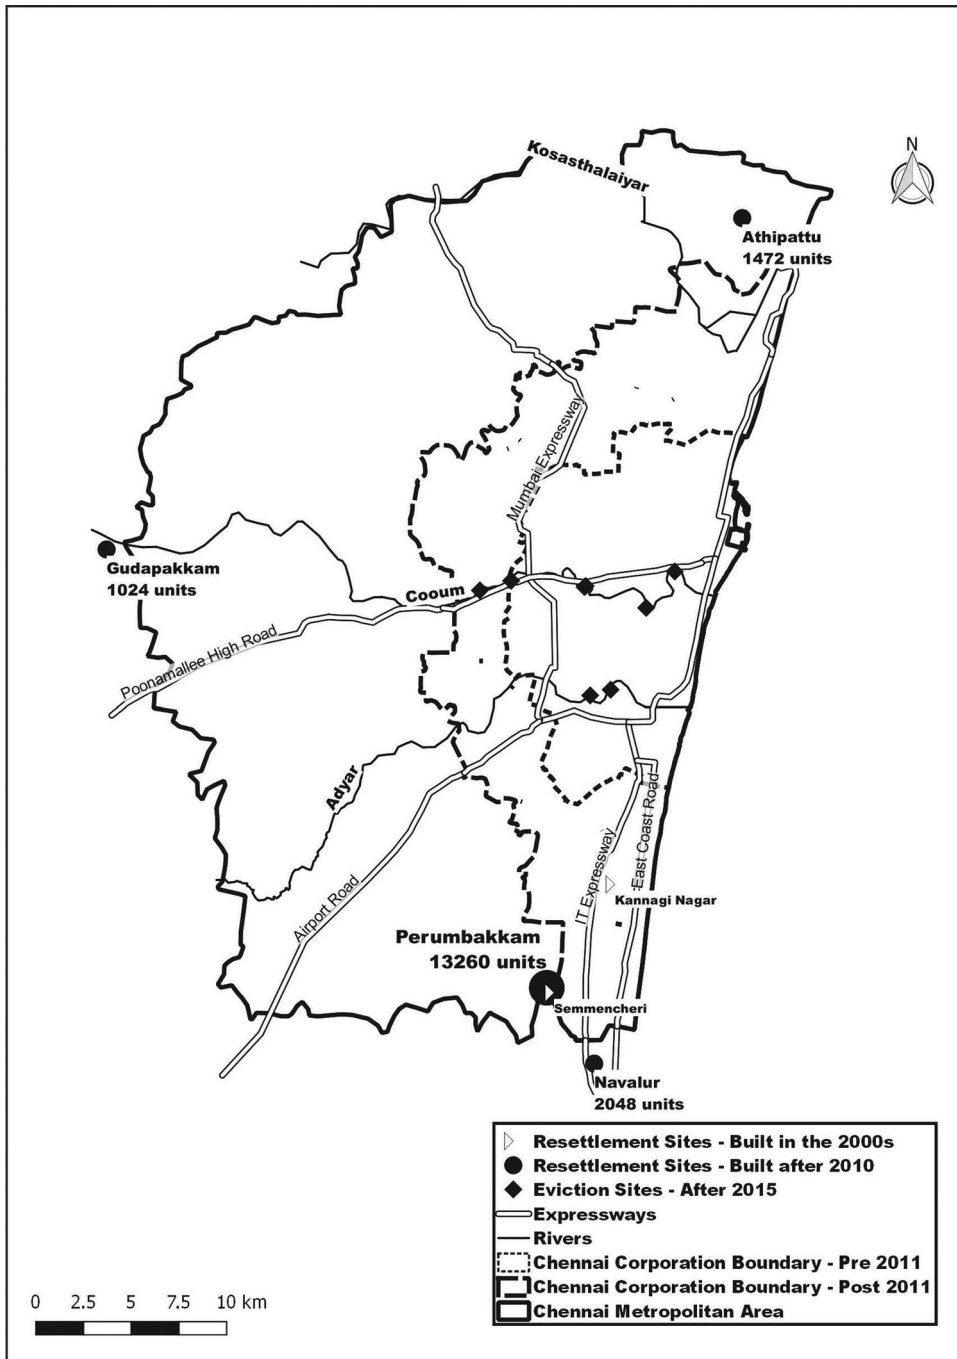 N
Kosasthalaiyar
Athipattu
1472 units
Mumbai Expressway
Gudapakkam
1024 units
Cooum
Poonamallee High Road
Adyar
East Coast Road
IT Expressway
Airport Road
Kannagi Nagar
Perumbakkam
13260 units
Semmencheri
Navalur
2048 units
Resettlement Sites - Built in the 2000s
Resettlement Sites - Built after 2010
Eviction Sites - After 2015
Expressways
Rivers
Chennai Corporation Boundary - Pre 2011
Chennai Corporation Boundary - Post 2011
Chennai Metropolitan Area
0 2.5 5 7.5 10 km